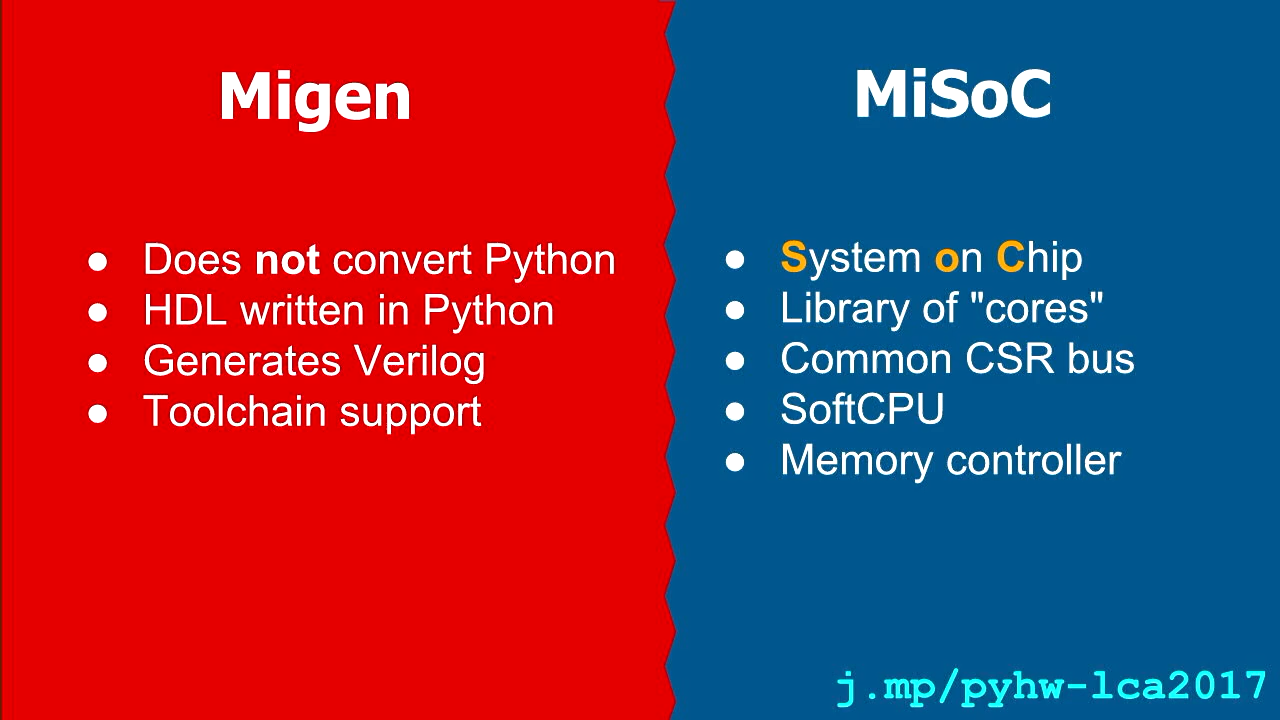 Migen
● Does not convert Python
● HDL written in Python
● Generates Verilog
● Toolchain support
MiSoC
● System on Chip
● Library of "cores"
● Common CSR bus
● SoftCPU
● Memory controller
j.mp/pyhw-lca2017